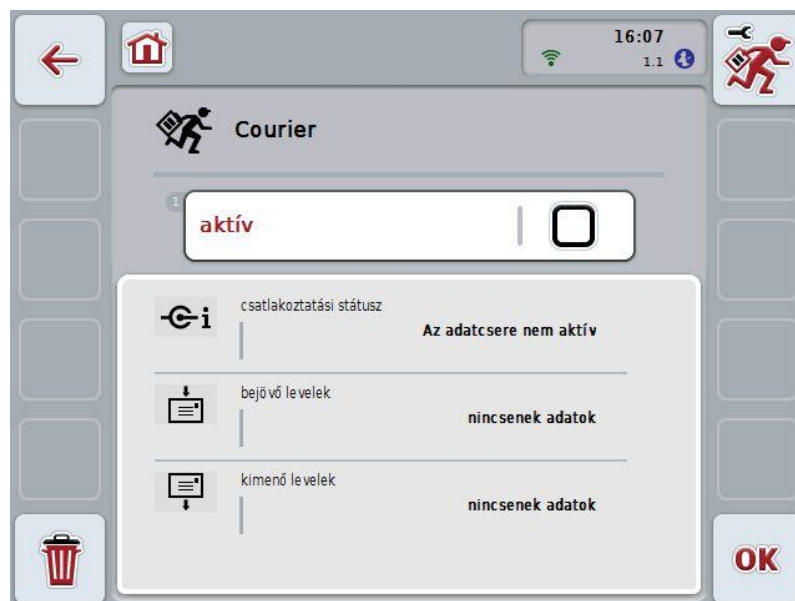 16:07
1.1
Courier
1
aktív
csatlakoztatási státusz
Az adatcsere nem aktív
bejövő levelek
nincsenek adatok
kimenő levelek
nincsenek adatok
OK